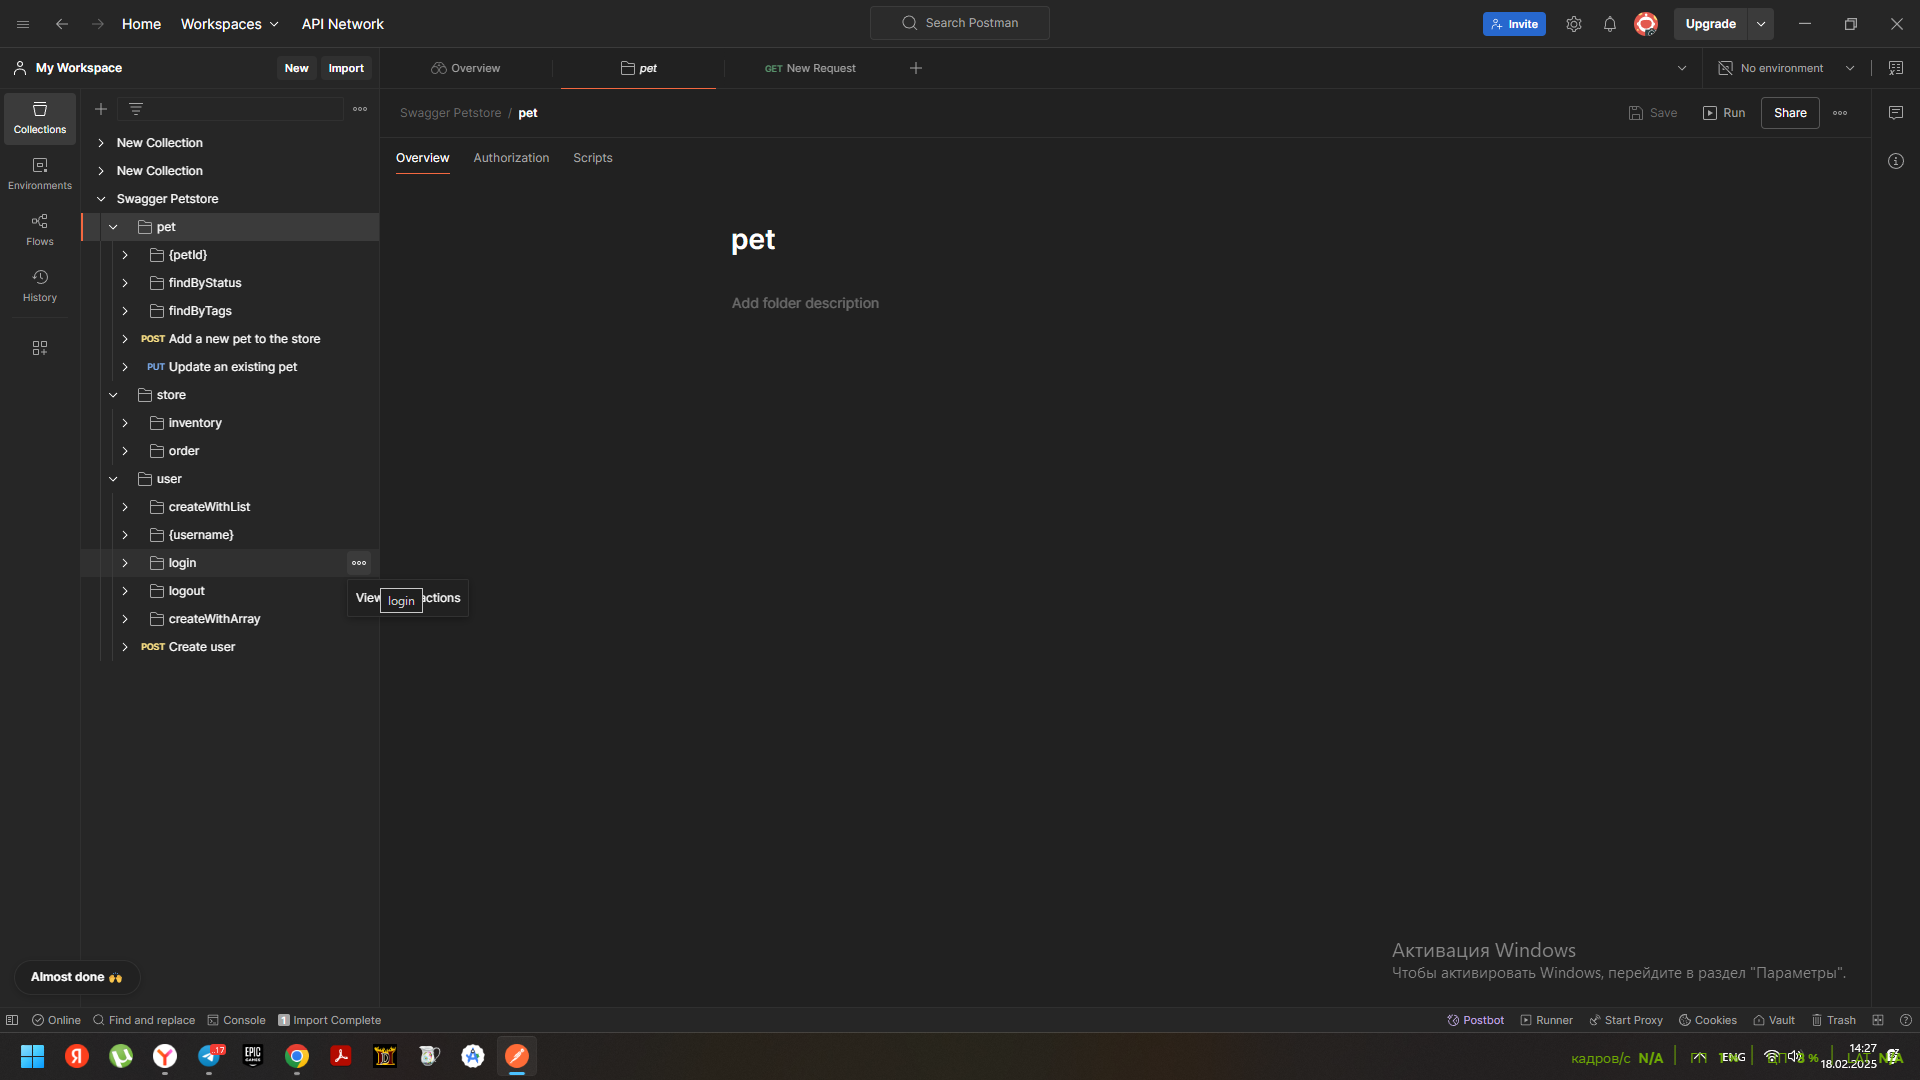 Home
Workspaces
API Network
Search Postman
Invite
Upgrade
My Workspace
New
Import
Overview
pet
GET New Request
No environment
Collections
Environments
Flows
History
New Collection
New Collection
Swagger Petstore
pet
{petId}
findByStatus
findByTags
POST Add a new pet to the store
PUT Update an existing pet
store
inventory
order
user
createWithList
{username}
login
logout
createWithArray
POST Create user
View
login
actions
Swagger Petstore / pet
Save
Run
Share
Overview
Authorization
Scripts
pet
Add folder description
Активация Windows
Чтобы активировать Windows, перейдите в раздел "Параметры".
Almost done
Online
Find and replace
Console
1 Import Complete
Postbot
Runner
Start Proxy
Cookies
Vault
Trash
Я
Y
17
EPIC GAMES
кадров/с N/A
ENG
%
14:27
18.02.2025